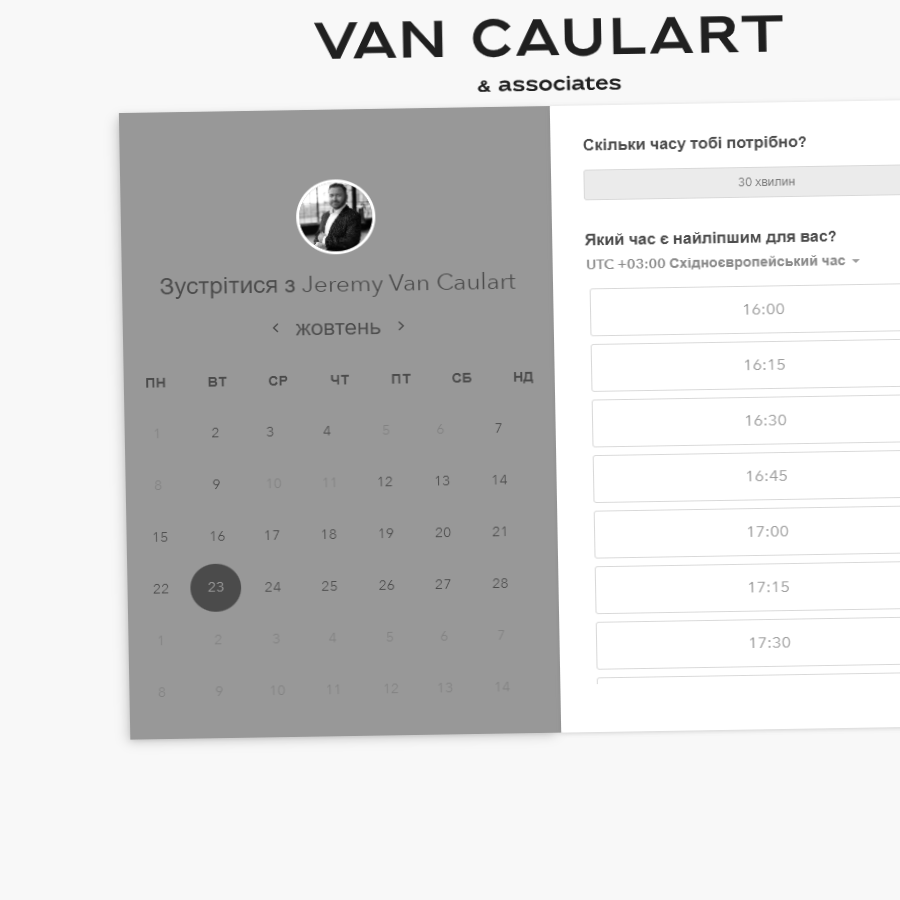 VAN CAULART
& associates
Зустрітися з Jeremy Van Caulart
жовтень
ПН ВТ СР ЧТ ПТ СБ НД
1 2 3 4 5 6 7
8 9 10 11 12 13 14
15 16 17 18 19 20 21
22 23 24 25 26 27 28
1 2 3 4 5 6 7
8 9 10 11 12 13 14
Скільки часу тобі потрібно?
30 хвилин
Який час є найліпшим для вас?
UTC +03:00 Східноєвропейський час
16:00
16:15
16:30
16:45
17:00
17:15
17:30